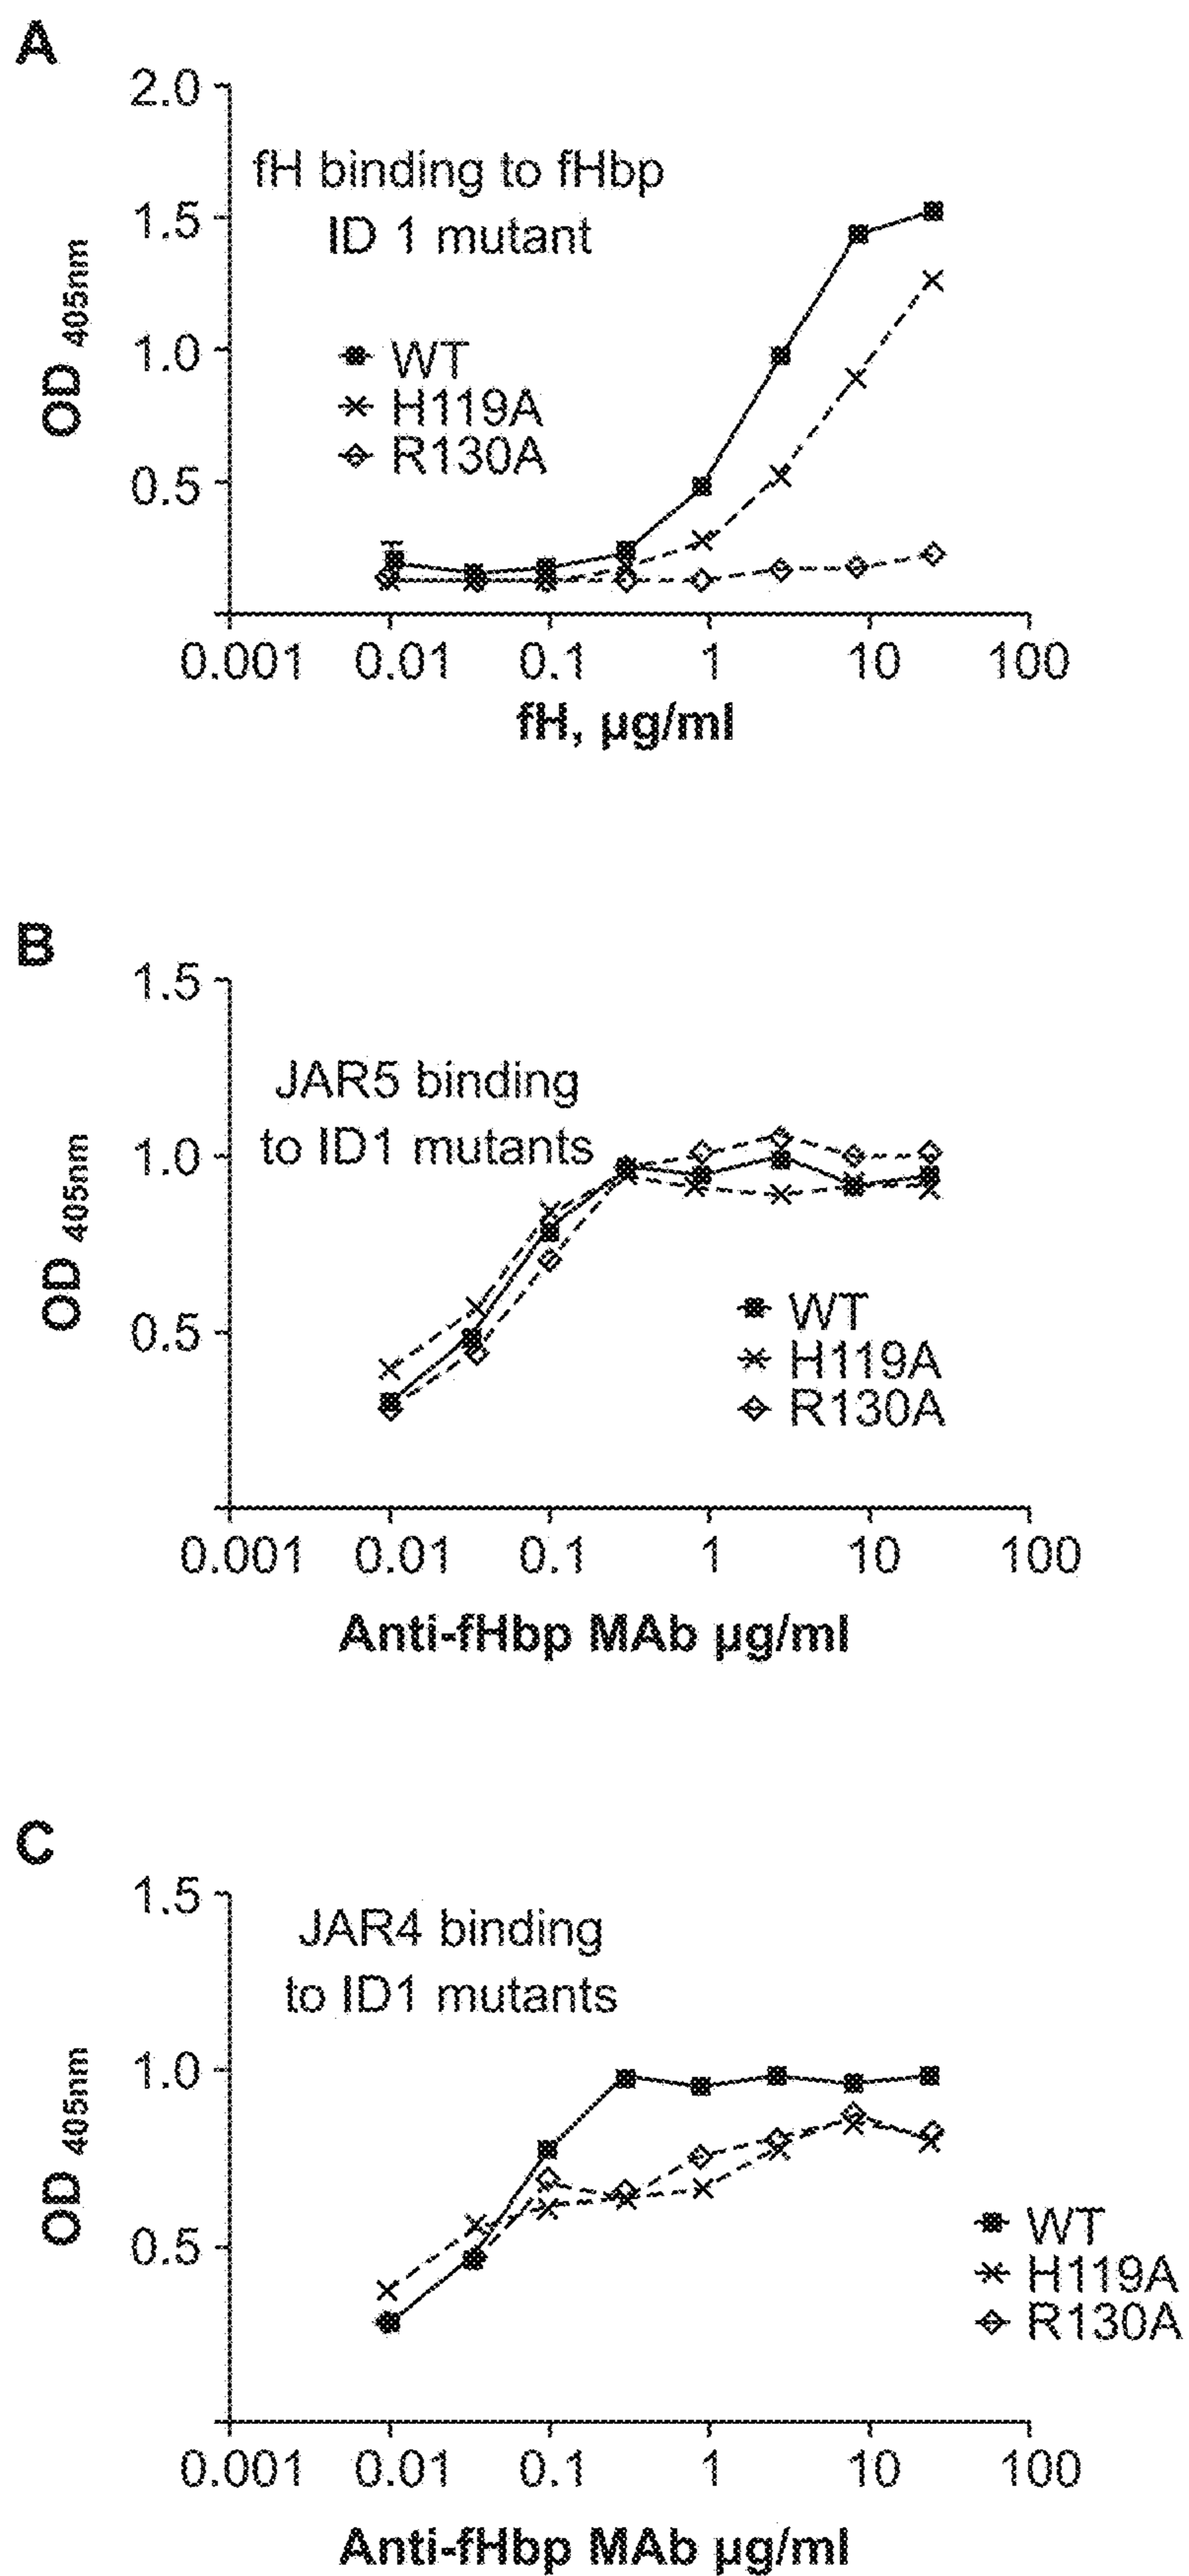 A
2.0
fH binding to fHbp
1.5
ID 1 mutant
OD 405nm
1.0
WT
H119A
R130A
0.5
0.001 0.01 0.1 1 10 100
fH, µg/ml
B
1.5
JAR5 binding
to ID1 mutants
1.0
OD 405nm
WT
0.5
H119A
R130A
0.001 0.01 0.1 1 10 100
Anti-fHbp MAb µg/ml
C
1.5
JAR4 binding
to ID1 mutants
1.0
OD 405nm
0.5
WT
H119A
R130A
0.001 0.01 0.1 1 10 100
Anti-fHbp MAb µg/ml